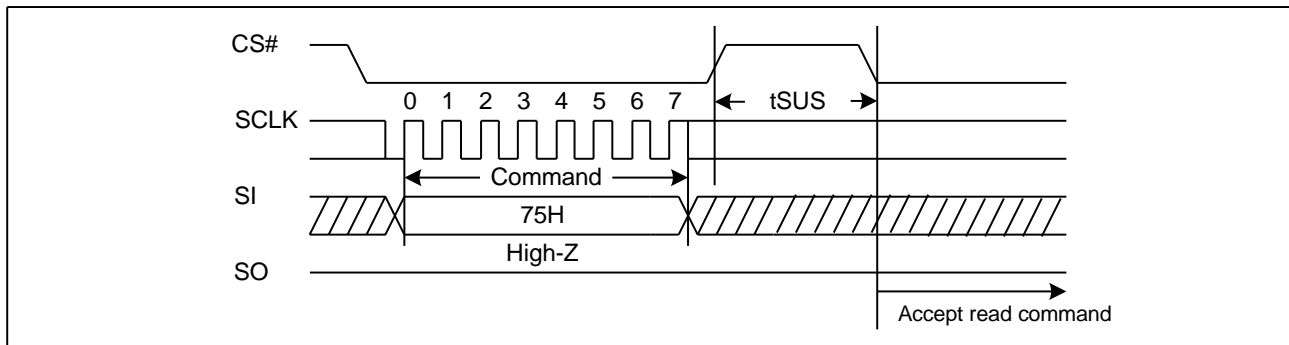 CS#
tSUS
0 1 2 3 4 5 6 7
SCLK
Command
SI
75H
High-Z
SO
Accept read command